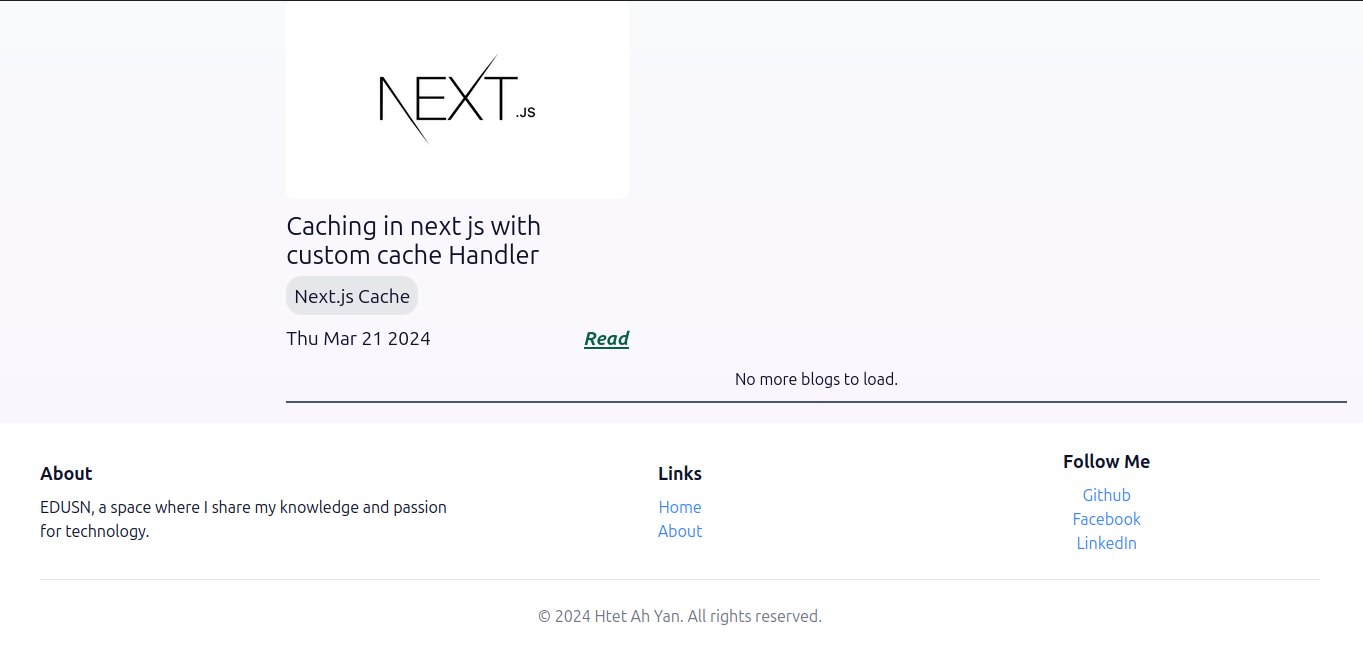 NEXT.JS
Caching in next js with
custom cache Handler
Next.js Cache
Thu Mar 21 2024
Read
No more blogs to load.
About
EDUSN, a space where I share my knowledge and passion
for technology.
Links
Home
About
Follow Me
Github
Facebook
LinkedIn
© 2024 Htet Ah Yan. All rights reserved.